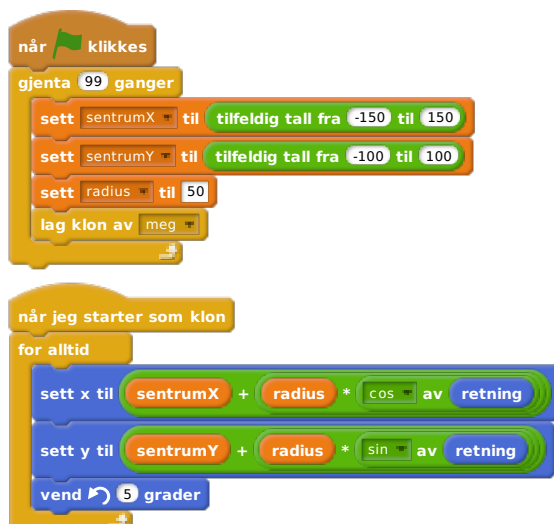 når klikkes
gjenta 99 ganger
sett sentrumX til tilfeldig tall fra -150 til 150
sett sentrumY til tilfeldig tall fra -100 til 100
sett radius til 50
lag klon av meg
når jeg starter som klon
for alltid
sett x til sentrumX + radius * cos av retning
sett y til sentrumY + radius * sin av retning
vend 5 grader